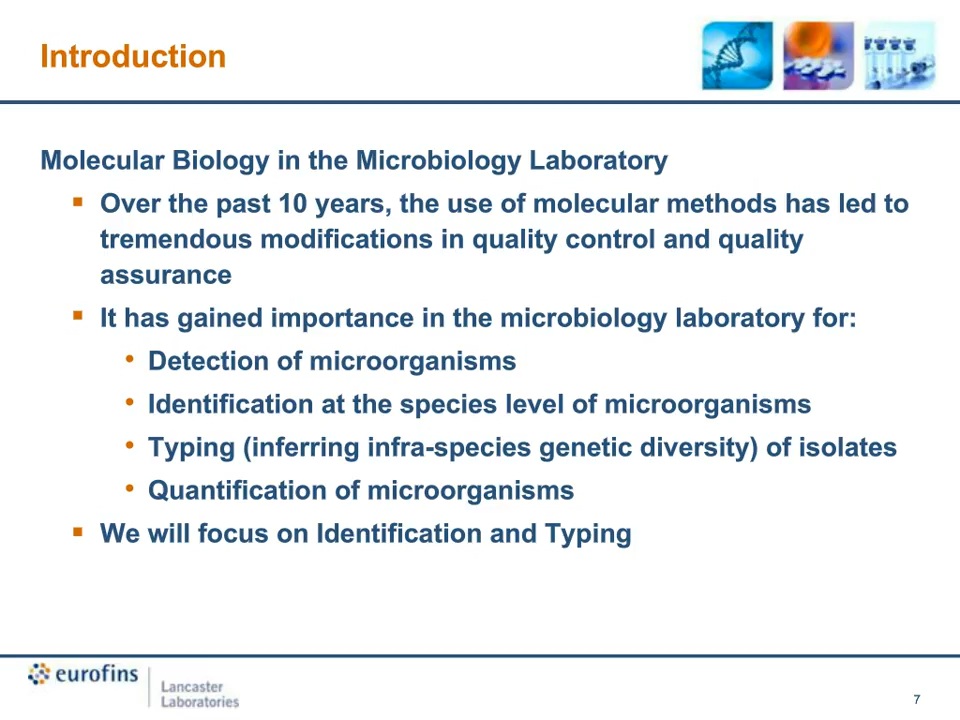 Introduction
Molecular Biology in the Microbiology Laboratory
▪ Over the past 10 years, the use of molecular methods has led to
tremendous modifications in quality control and quality
assurance
▪ It has gained importance in the microbiology laboratory for:
• Detection of microorganisms
• Identification at the species level of microorganisms
• Typing (inferring infra-species genetic diversity) of isolates
• Quantification of microorganisms
▪ We will focus on Identification and Typing
eurofins
Lancaster
Laboratories
7